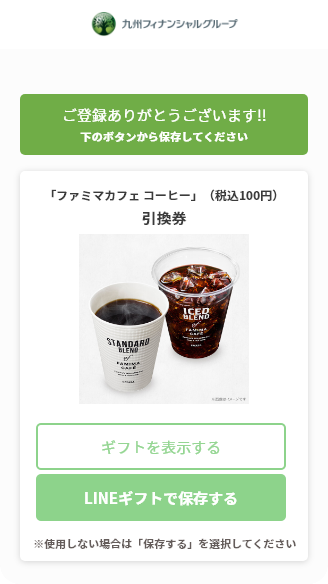 九州フィナンシャルグループ
ご登録ありがとうございます!!
下のボタンから保存してください
「ファミマカフェ コーヒー」（税込100円）
引換券
ICED
BLEND
of
FAMIMA
CAFÉ
STANDARD
BLEND
of
FAMIMA
CAFÉ
ギフトを表示する
LINEギフトで保存する
※使用しない場合は「保存する」を選択してください